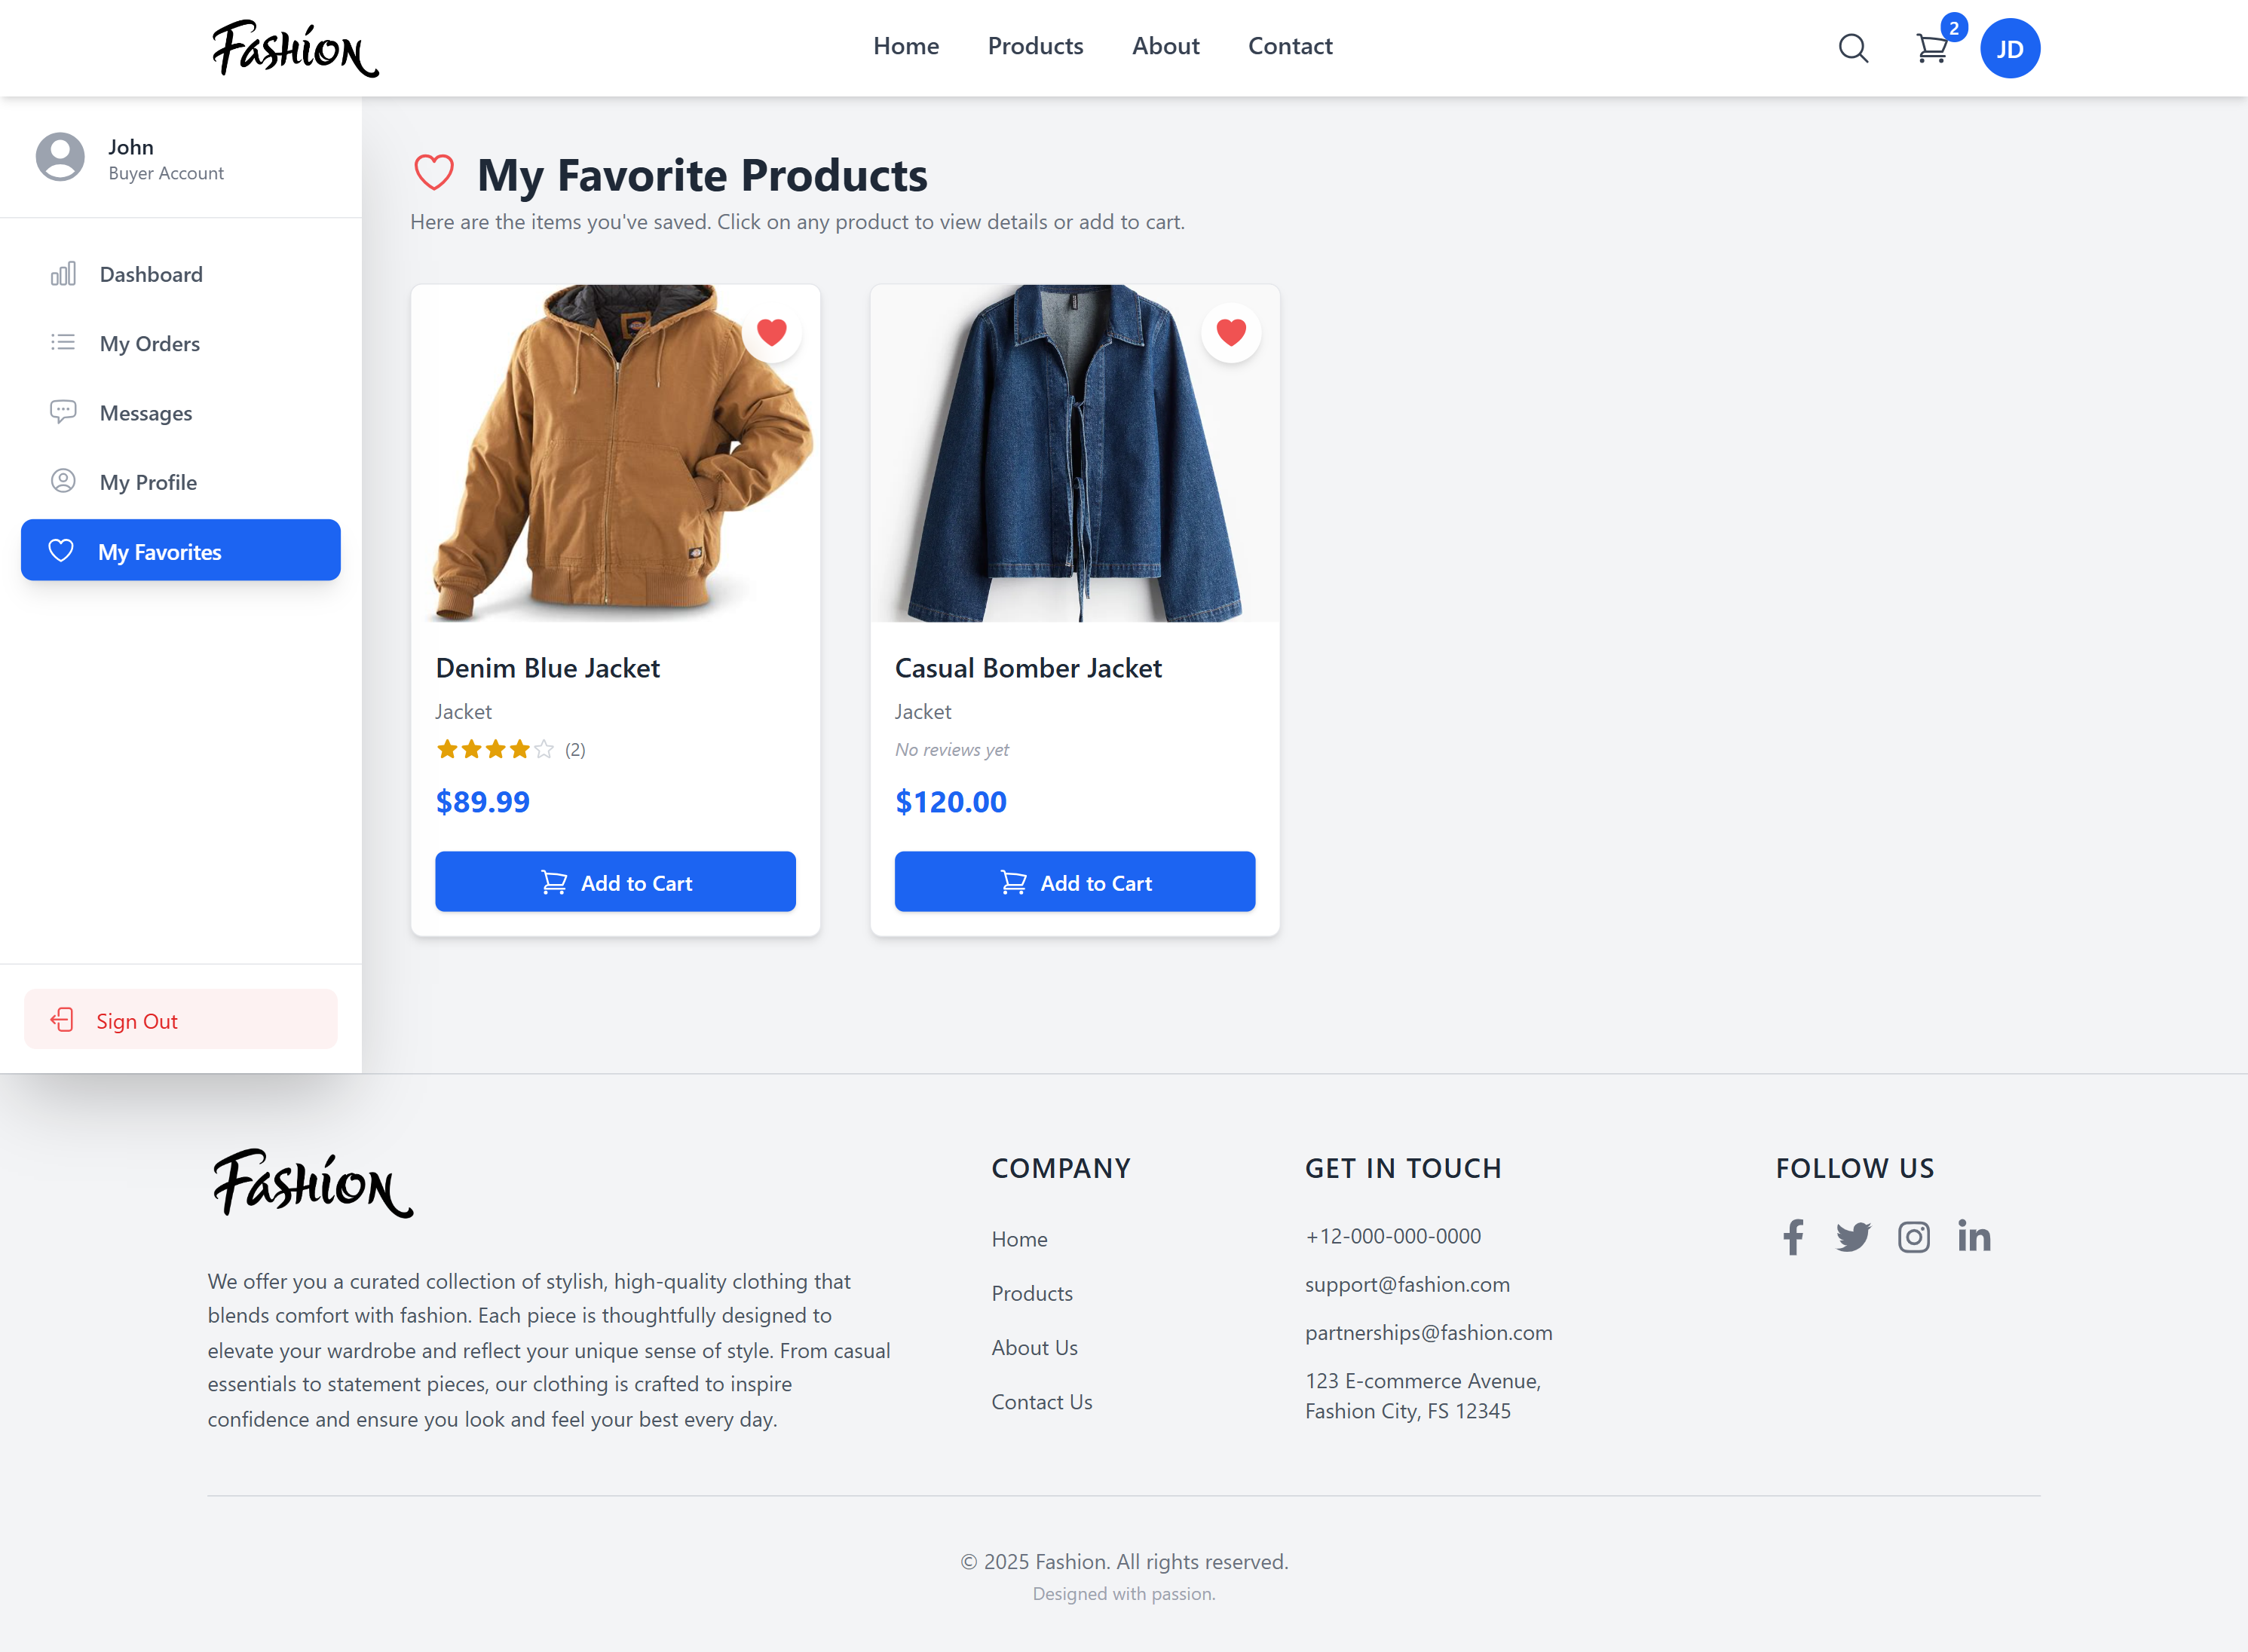 Fashion
Home
Products
About
Contact
2
JD
John
Buyer Account
Dashboard
My Orders
Messages
My Profile
My Favorites
Sign Out
My Favorite Products
Here are the items you've saved. Click on any product to view details or add to cart.
Denim Blue Jacket
Jacket
(2)
$89.99
Add to Cart
Casual Bomber Jacket
Jacket
No reviews yet
$120.00
Add to Cart
Fashion
We offer you a curated collection of stylish, high-quality clothing that
blends comfort with fashion. Each piece is thoughtfully designed to
elevate your wardrobe and reflect your unique sense of style. From casual
essentials to statement pieces, our clothing is crafted to inspire
confidence and ensure you look and feel your best every day.
COMPANY
Home
Products
About Us
Contact Us
GET IN TOUCH
+12-000-000-0000
support@fashion.com
partnerships@fashion.com
123 E-commerce Avenue,
Fashion City, FS 12345
FOLLOW US
© 2025 Fashion. All rights reserved.
Designed with passion.